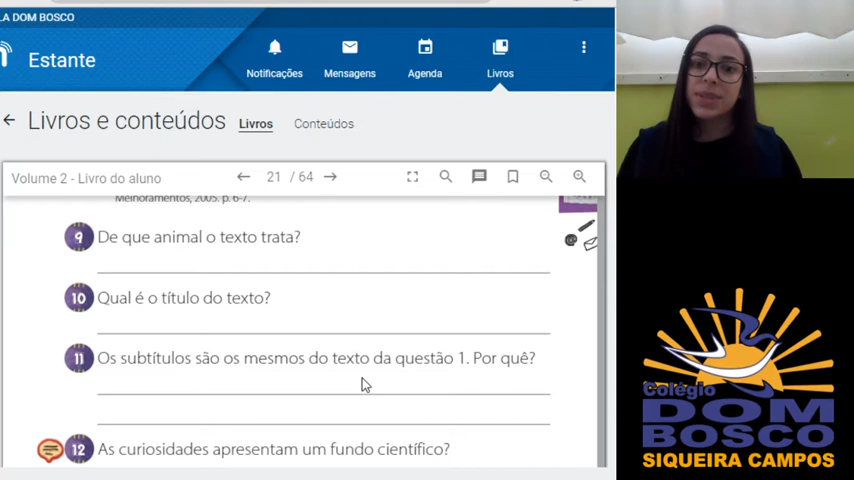 LA DOM BOSCO
Estante
Notificações
Mensagens
Agenda
Livros
Livros e conteúdos
Livros
Conteúdos
Volume 2 - Livro do aluno
21 / 64
Melhoramentos, 2005. p. 6-7.
9 De que animal o texto trata?
10 Qual é o título do texto?
11 Os subtítulos são os mesmos do texto da questão 1. Por quê?
12 As curiosidades apresentam um fundo científico?
Colégio
DOM
BOSCO
SIQUEIRA CAMPOS